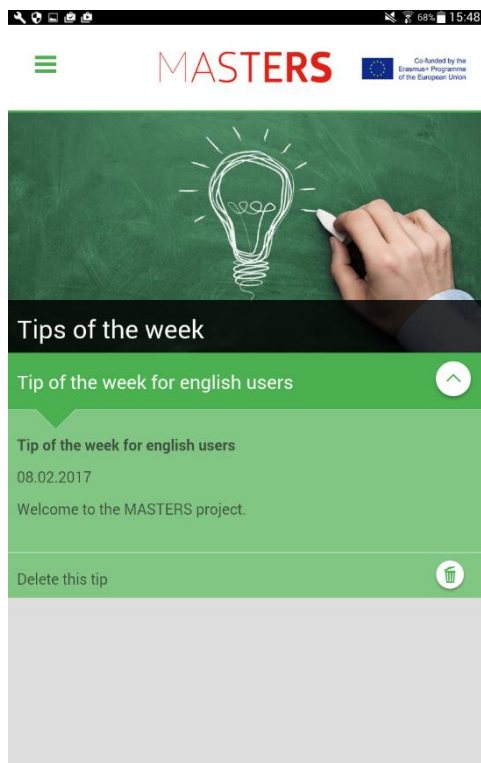 68% 15:48
MASTERS
Co-funded by the
Erasmus+ Programme
of the European Union
Tips of the week
Tip of the week for english users
Tip of the week for english users
08.02.2017
Welcome to the MASTERS project.
Delete this tip